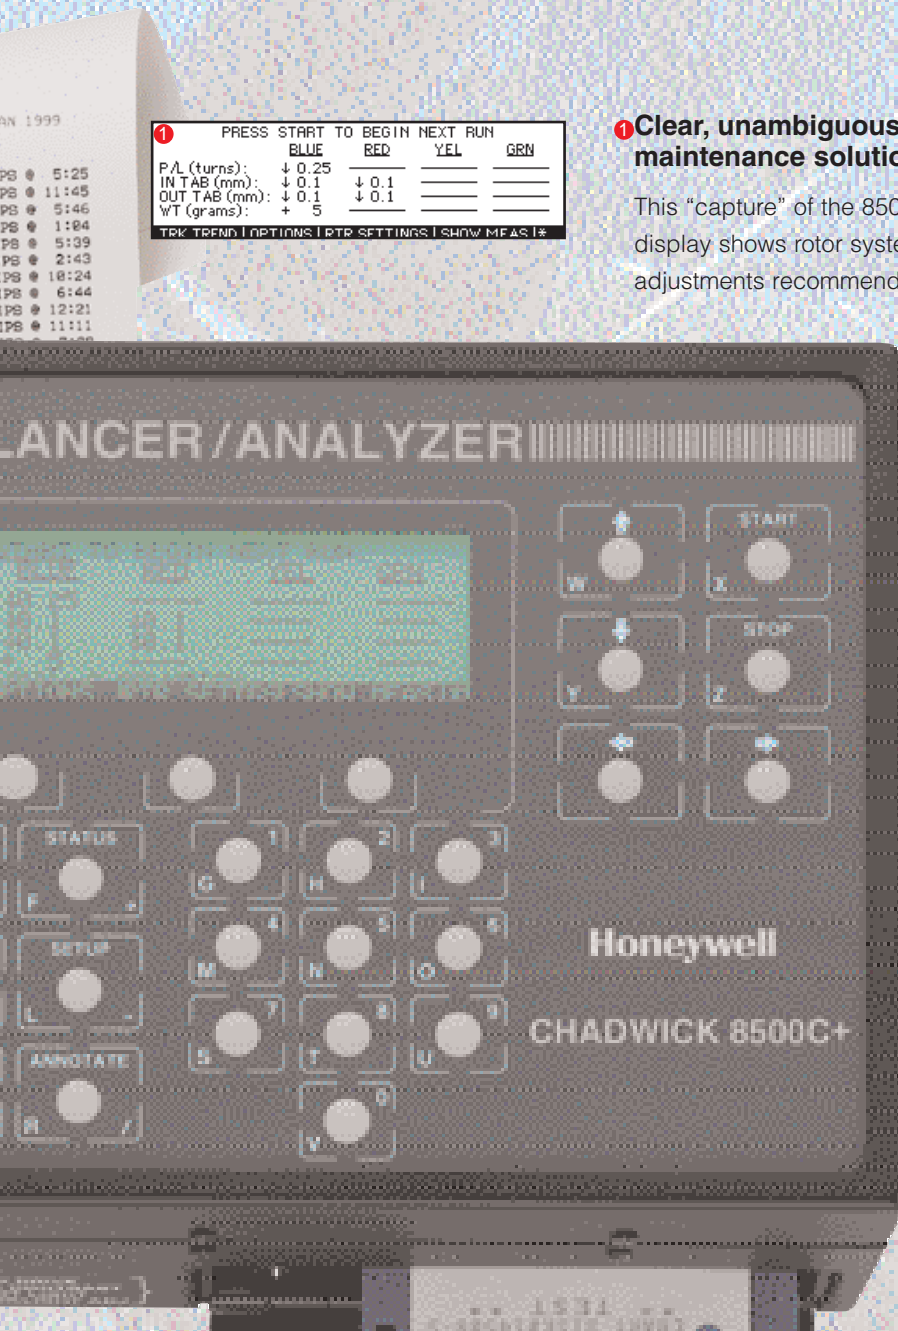 AN 1999
PS @ 5:25
PS @ 11:45
PS @ 5:46
PS @ 1:04
PS @ 5:39
PS @ 2:43
PS @ 10:24
IPS @ 6:44
IPS @ 12:21
IPS @ 11:11
1
PRESS START TO BEGIN NEXT RUN
BLUE RED YEL GRN
P/L (turns): ↓ 0.25
IN TAB (mm): ↓ 0.1 ↓ 0.1
OUT TAB (mm): ↓ 0.1 ↓ 0.1
WT (grams): + 5
TRK TREND | OPTIONS | RTR SETTINGS | SHOW MEAS | *
1 Clear, unambiguous
maintenance solutio
This “capture” of the 850
display shows rotor syste
adjustments recommend
LANCER/ANALYZER
START
W X
STOP
Y Z
STATUS
F +
1 2 3
G H I
SETUP
L -
4 5 6
M N O
Honeywell
7 8 9
S T U
CHADWICK 8500C+
ANNOTATE
R /
0
V